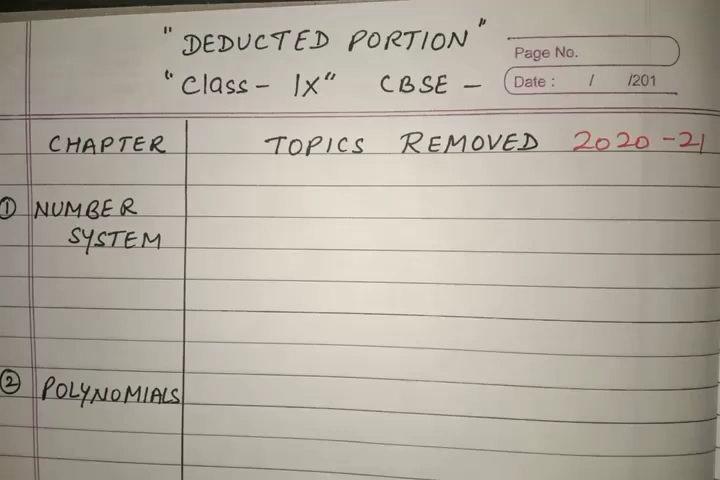 " DEDUCTED PORTION "
" Class - IX" CBSE -
Page No.
Date : / /201
CHAPTER TOPICS REMOVED 2020-21
① NUMBER
SYSTEM
② POLYNOMIALS